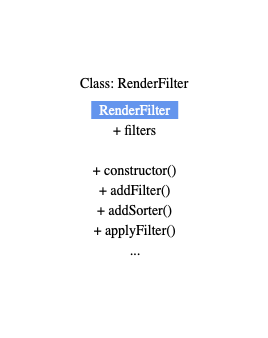 Class: RenderFilter
RenderFilter
+ filters
+ constructor()
+ addFilter()
+ addSorter()
+ applyFilter()
...